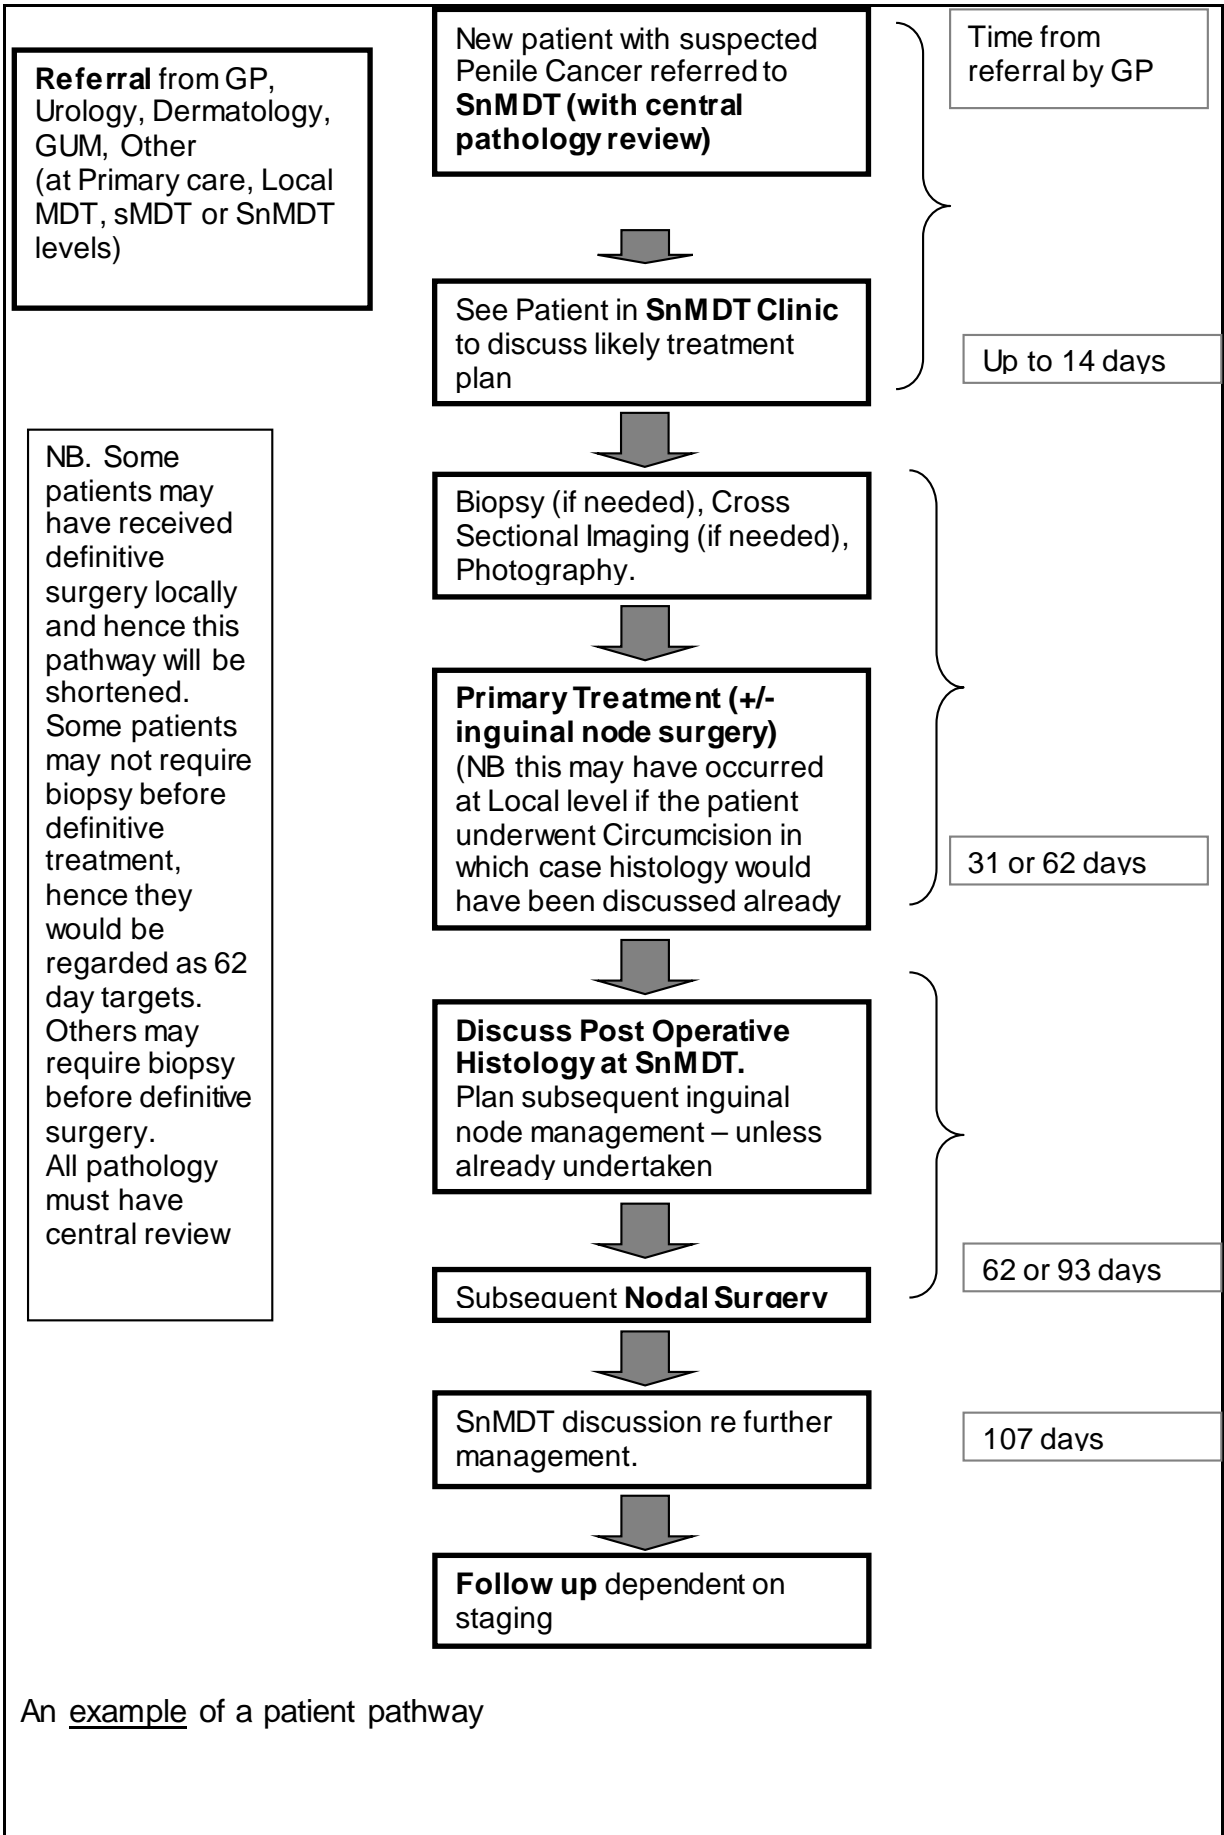 Referral from GP,
Urology, Dermatology,
GUM, Other
(at Primary care, Local
MDT, sMDT or SnMDT
levels)
New patient with suspected
Penile Cancer referred to
SnMDT (with central
pathology review)
Time from
referral by GP
See Patient in SnMDT Clinic
to discuss likely treatment
plan
Up to 14 days
NB. Some
patients may
have received
definitive
surgery locally
and hence this
pathway will be
shortened.
Some patients
may not require
biopsy before
definitive
treatment,
hence they
would be
regarded as 62
day targets.
Others may
require biopsy
before definitive
surgery.
All pathology
must have
central review
Biopsy (if needed), Cross
Sectional Imaging (if needed),
Photography.
Primary Treatment (+/-
inguinal node surgery)
(NB this may have occurred
at Local level if the patient
underwent Circumcision in
which case histology would
have been discussed already
31 or 62 days
Discuss Post Operative
Histology at SnMDT.
Plan subsequent inguinal
node management – unless
already undertaken
Subsequent Nodal Surgery
62 or 93 days
SnMDT discussion re further
management.
107 days
Follow up dependent on
staging
An example of a patient pathway